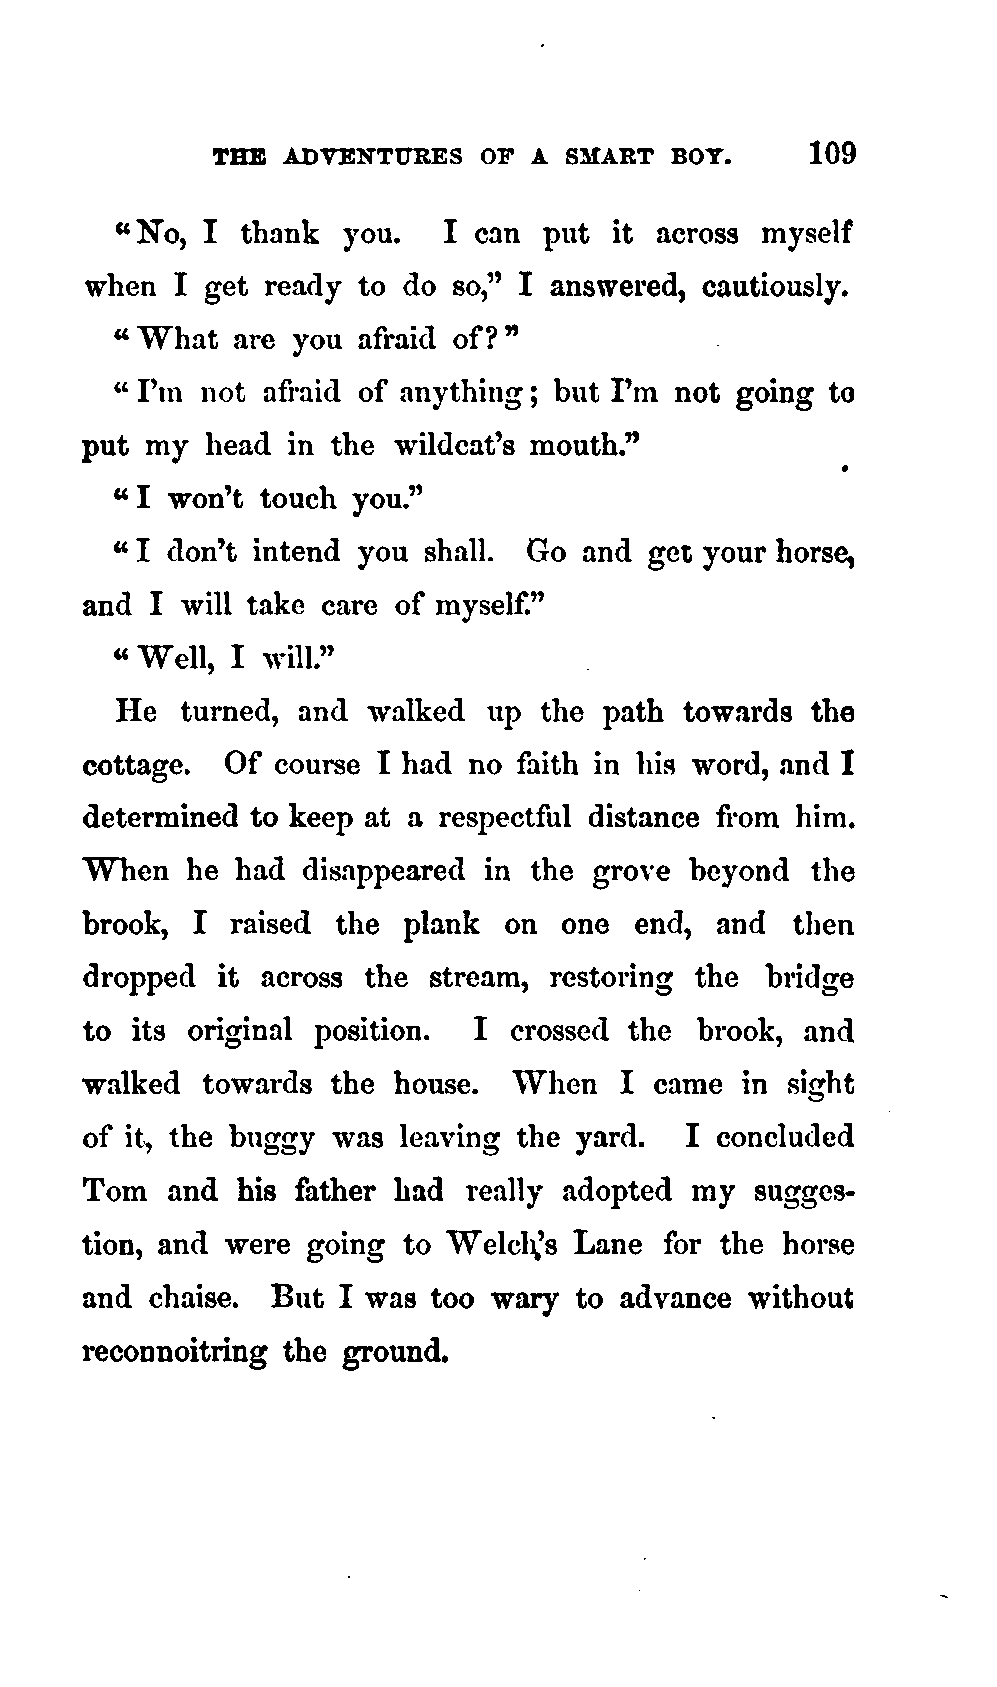 THE ADVENTURES OF A SMART BOY. 109
"No, I thank you. I can put it across myself
when I get ready to do so," I answered, cautiously.
"What are you afraid of?"
"I'm not afraid of anything; but I'm not going to
put my head in the wildcat's mouth."
"I won't touch you."
"I don't intend you shall. Go and get your horse,
and I will take care of myself."
"Well, I will."
He turned, and walked up the path towards the
cottage. Of course I had no faith in his word, and I
determined to keep at a respectful distance from him.
When he had disappeared in the grove beyond the
brook, I raised the plank on one end, and then
dropped it across the stream, restoring the bridge
to its original position. I crossed the brook, and
walked towards the house. When I came in sight
of it, the buggy was leaving the yard. I concluded
Tom and his father had really adopted my sugges-
tion, and were going to Welch's Lane for the horse
and chaise. But I was too wary to advance without
reconnoitring the ground.